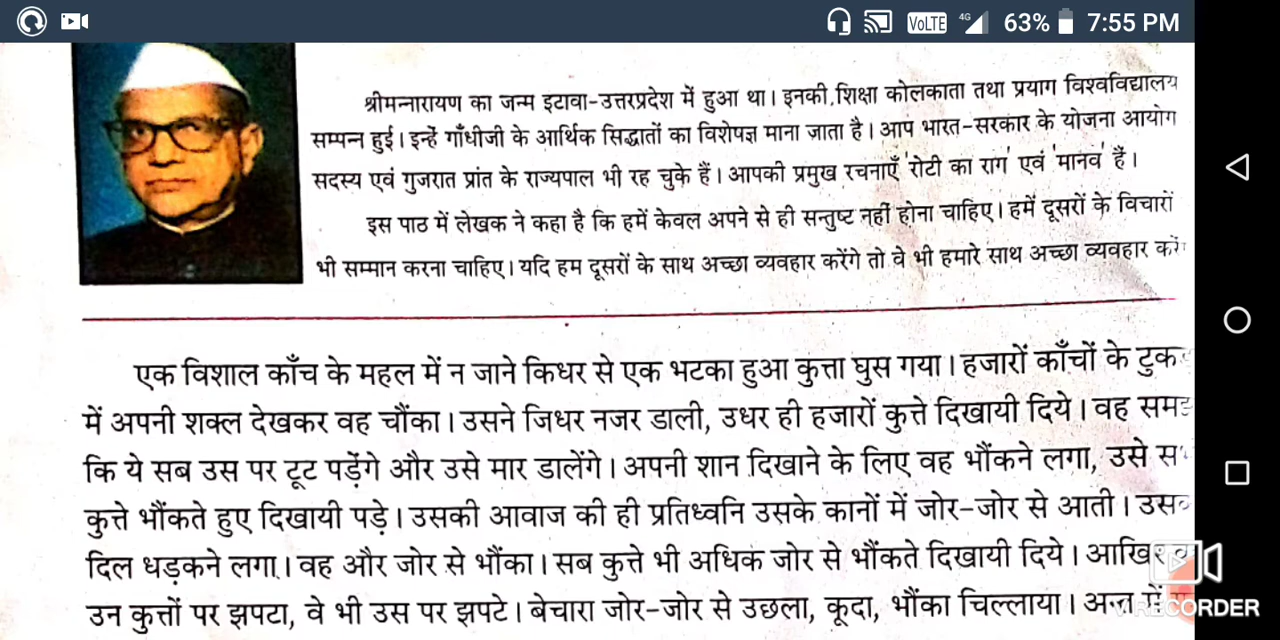 VoLTE 4G 63% 7:55 PM
श्रीमन्नारायण का जन्म इटावा-उत्तरप्रदेश में हुआ था। इनकी शिक्षा कोलकाता तथा प्रयाग विश्वविद्यालय
सम्पन्न हुई। इन्हें गाँधीजी के आर्थिक सिद्धातों का विशेषज्ञ माना जाता है। आप भारत-सरकार के योजना आयोग
सदस्य एवं गुजरात प्रांत के राज्यपाल भी रह चुके हैं। आपकी प्रमुख रचनाएँ 'रोटी का राग' एवं 'मानव' हैं।
इस पाठ में लेखक ने कहा है कि हमें केवल अपने से ही सन्तुष्ट नहीं होना चाहिए। हमें दूसरों के विचारों
भी सम्मान करना चाहिए। यदि हम दूसरों के साथ अच्छा व्यवहार करेंगे तो वे भी हमारे साथ अच्छा व्यवहार
एक विशाल काँच के महल में न जाने किधर से एक भटका हुआ कुत्ता घुस गया। हजारों काँचों के
में अपनी शक्ल देखकर वह चौंका। उसने जिधर नजर डाली, उधर ही हजारों कुत्ते दिखायी दिये। वह
कि ये सब उस पर टूट पड़ेंगे और उसे मार डालेंगे। अपनी शान दिखाने के लिए वह भौंकने लगा, उसे
कुत्ते भौंकते हुए दिखायी पड़े। उसकी आवाज की ही प्रतिध्वनि उसके कानों में जोर-जोर से आती।
दिल धड़कने लगा। वह और जोर से भौंका। सब कुत्ते भी अधिक जोर से भौंकते दिखायी दिये।
उन कुत्तों पर झपटा, वे भी उस पर झपटे। बेचारा जोर-जोर से उछला, कूदा, भौंका चिल्लाया। अन्त में
RECORDER